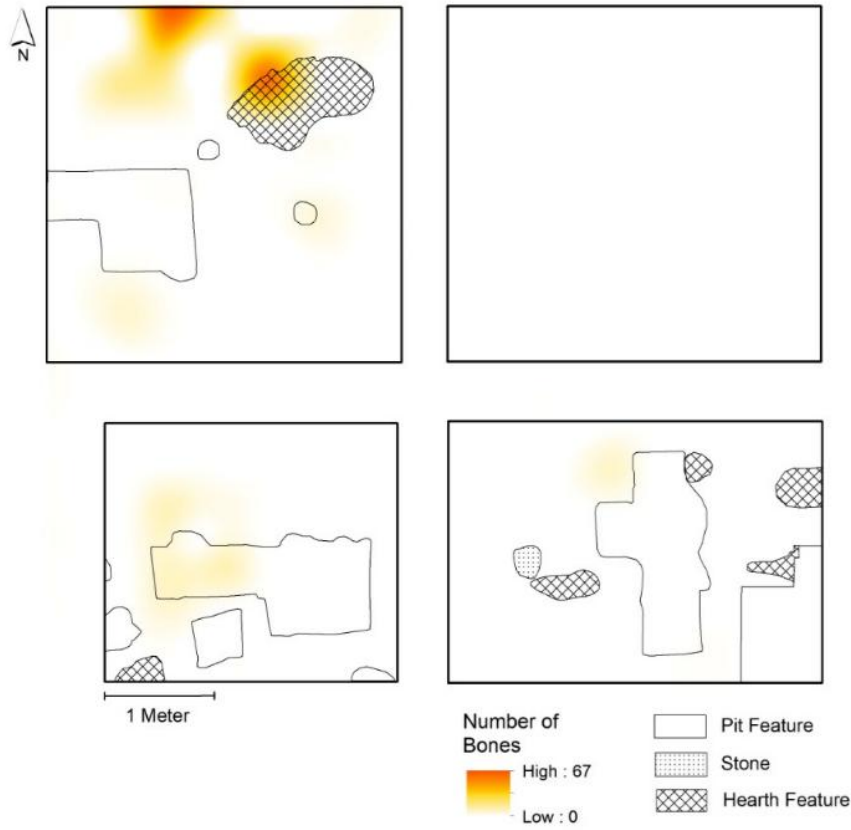 N
1 Meter
Number of
Bones
High : 67
Low : 0
Pit Feature
Stone
Hearth Feature